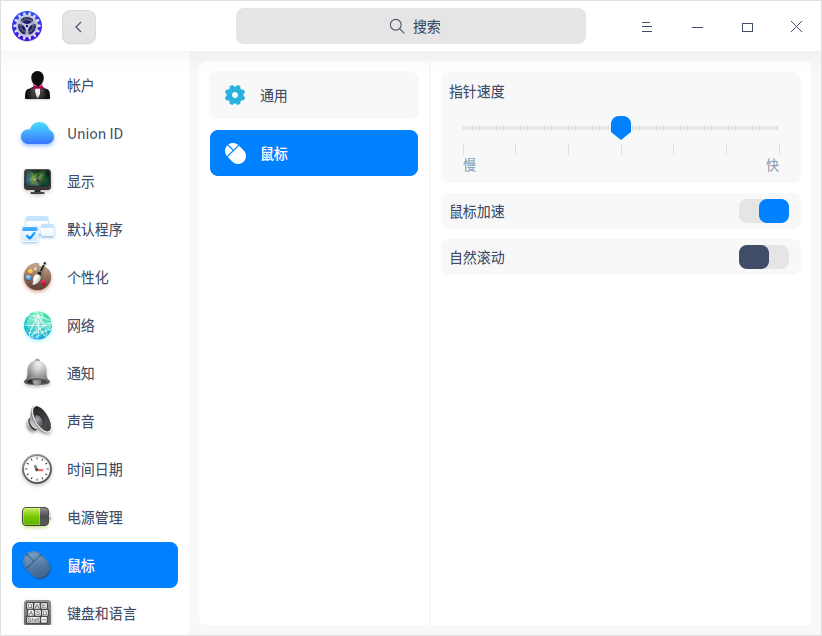 搜索
帐户
Union ID
显示
默认程序
个性化
网络
通知
声音
时间日期
电源管理
鼠标
键盘和语言
通用
鼠标
指针速度
慢 快
鼠标加速
自然滚动